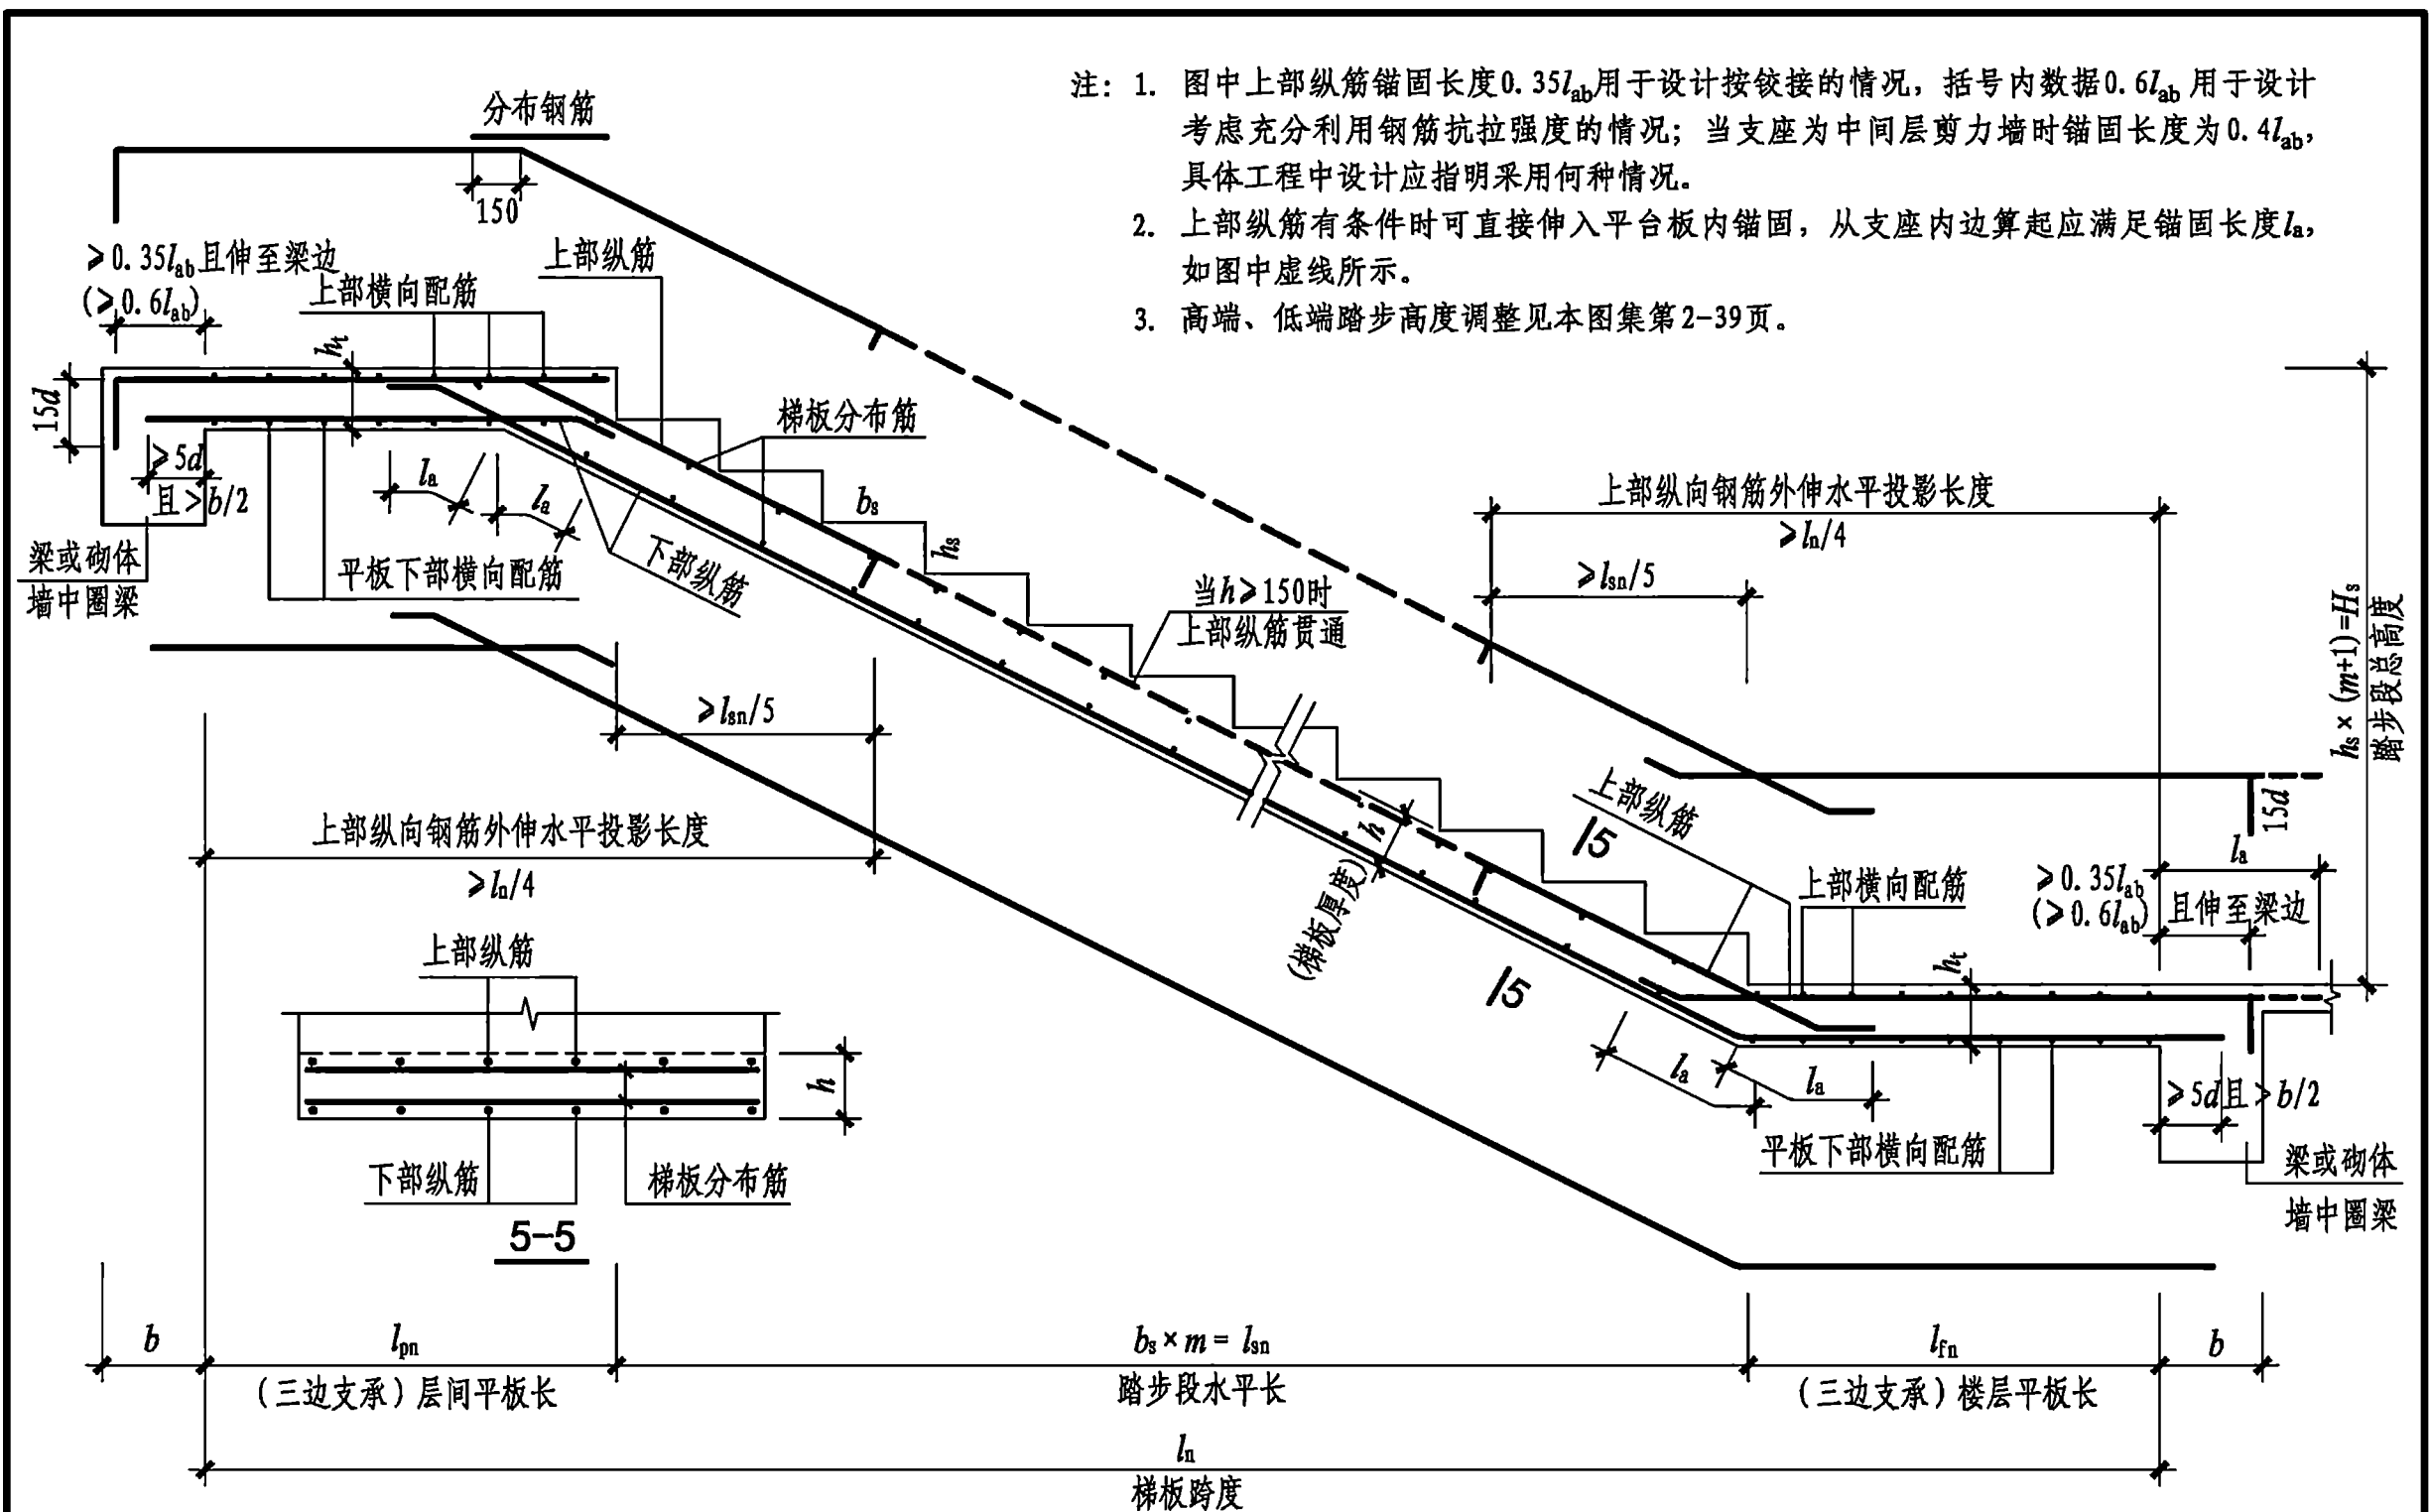 注：1. 图中上部纵筋锚固长度0.35lab用于设计按铰接的情况，括号内数据0.6lab用于设计
考虑充分利用钢筋抗拉强度的情况；当支座为中间层剪力墙时锚固长度为0.4lab，
具体工程中设计应指明采用何种情况。
2. 上部纵筋有条件时可直接伸入平台板内锚固，从支座内边算起应满足锚固长度la，
如图中虚线所示。
3. 高端、低端踏步高度调整见本图集第2-39页。
分布钢筋
150
≥0.35lab且伸至梁边
(≥0.6lab)
上部横向配筋
上部纵筋
ht
15d
≥5d
且≥b/2
梁或砌体
墙中圈梁
la
la
平板下部横向配筋
下部纵筋
梯板分布筋
bs
hs
当h≥150时
上部纵筋贯通
上部纵向钢筋外伸水平投影长度
≥ln/4
≥lsn/5
hs×(m+1)=Hs
踏步段总高度
≥lsn/5
上部纵向钢筋外伸水平投影长度
≥ln/4
h
(梯板厚度)
上部纵筋
5
5
15d
la
≥0.35lab
(≥0.6lab)
且伸至梁边
上部横向配筋
ht
la
la
≥5d且≥b/2
平板下部横向配筋
梁或砌体
墙中圈梁
上部纵筋
h
下部纵筋
梯板分布筋
5-5
b
lpn
bs×m=lsn
lfn
b
(三边支承)层间平板长
踏步段水平长
(三边支承)楼层平板长
ln
梯板跨度